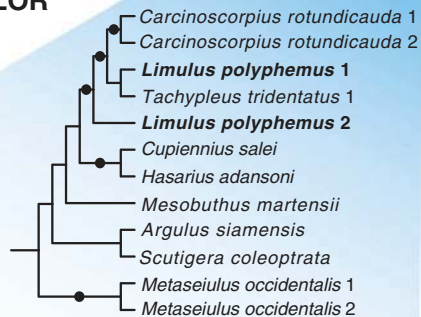 LOR
Carcinoscorpius rotundicauda 1
Carcinoscorpius rotundicauda 2
Limulus polyphemus 1
Tachypleus tridentatus 1
Limulus polyphemus 2
Cupiennius salei
Hasarius adansoni
Mesobuthus martensii
Argulus siamensis
Scutigera coleoptrata
Metaseiulus occidentalis 1
Metaseiulus occidentalis 2